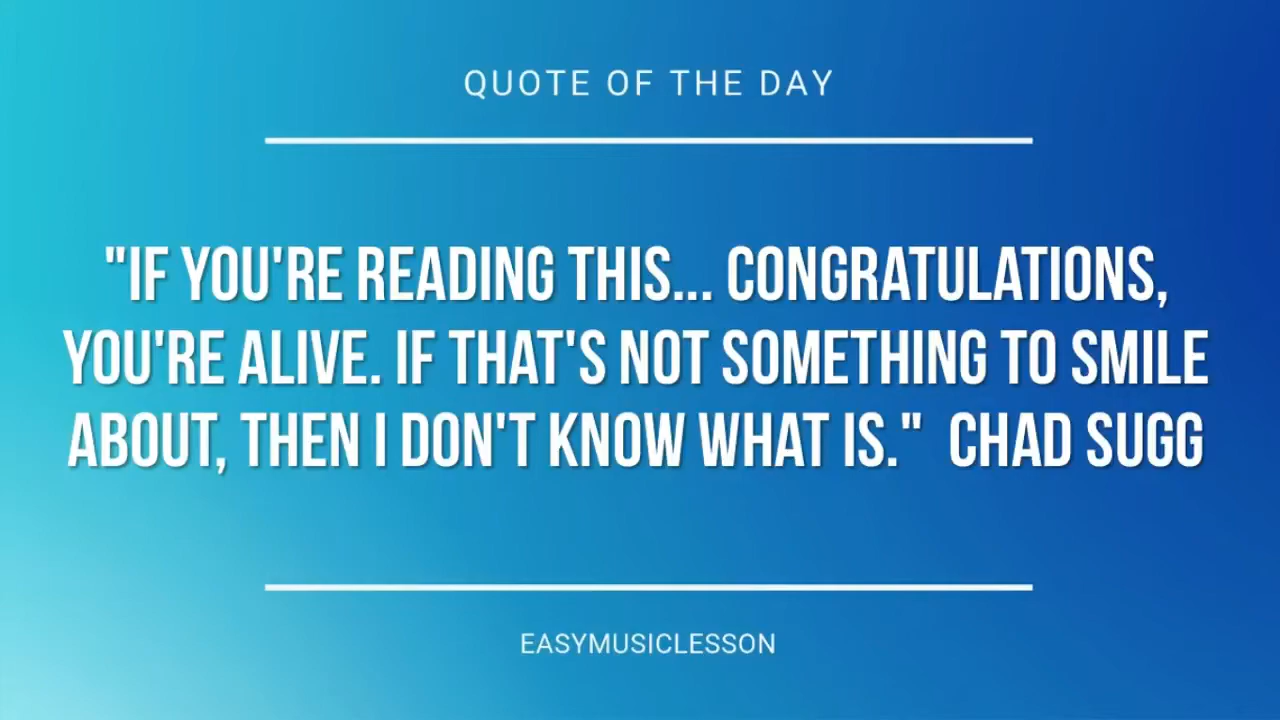 QUOTE OF THE DAY
"IF YOU'RE READING THIS... CONGRATULATIONS,
YOU'RE ALIVE. IF THAT'S NOT SOMETHING TO SMILE
ABOUT, THEN I DON'T KNOW WHAT IS." CHAD SUGG
EASYMUSICLESSON